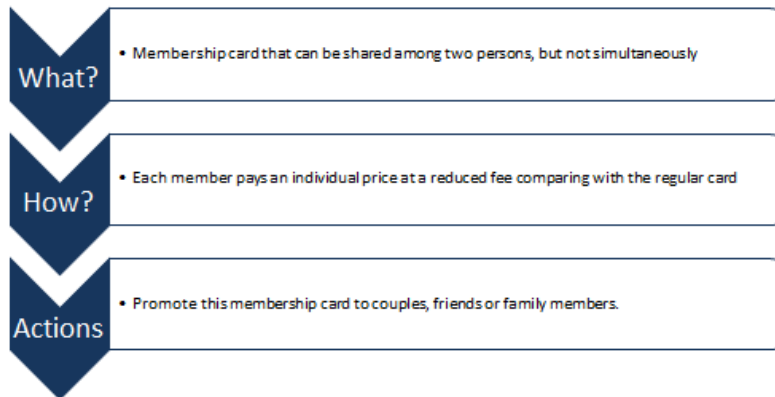 What?
• Membership card that can be shared among two persons, but not simultaneously
How?
• Each member pays an individual price at a reduced fee comparing with the regular card
Actions
• Promote this membership card to couples, friends or family members.